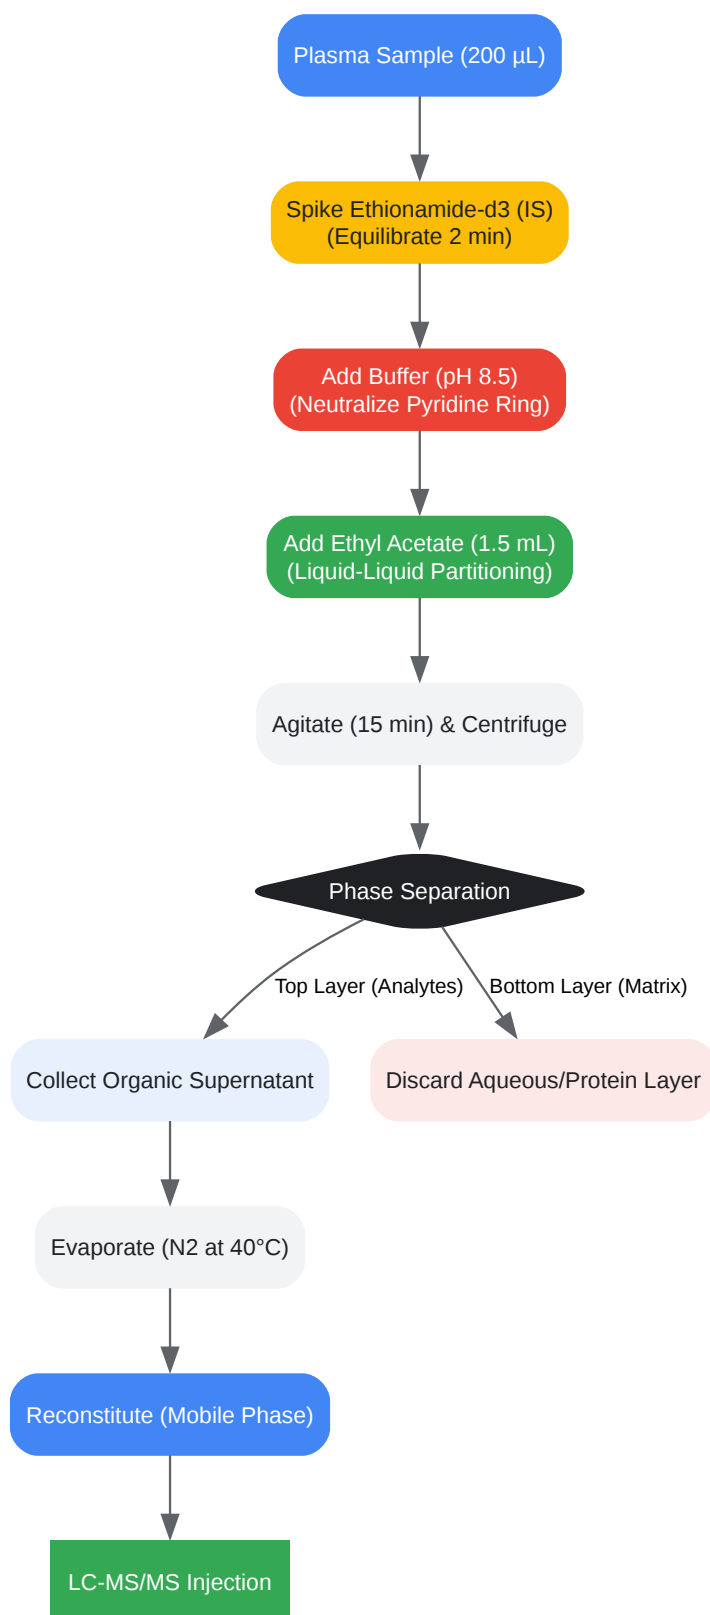 Plasma Sample (200 µL)
Spike Ethionamide-d3 (IS)
(Equilibrate 2 min)
Add Buffer (pH 8.5)
(Neutralize Pyridine Ring)
Add Ethyl Acetate (1.5 mL)
(Liquid-Liquid Partitioning)
Agitate (15 min) & Centrifuge
Phase Separation
Top Layer (Analytes)
Bottom Layer (Matrix)
Collect Organic Supernatant
Discard Aqueous/Protein Layer
Evaporate (N2 at 40°C)
Reconstitute (Mobile Phase)
LC-MS/MS Injection